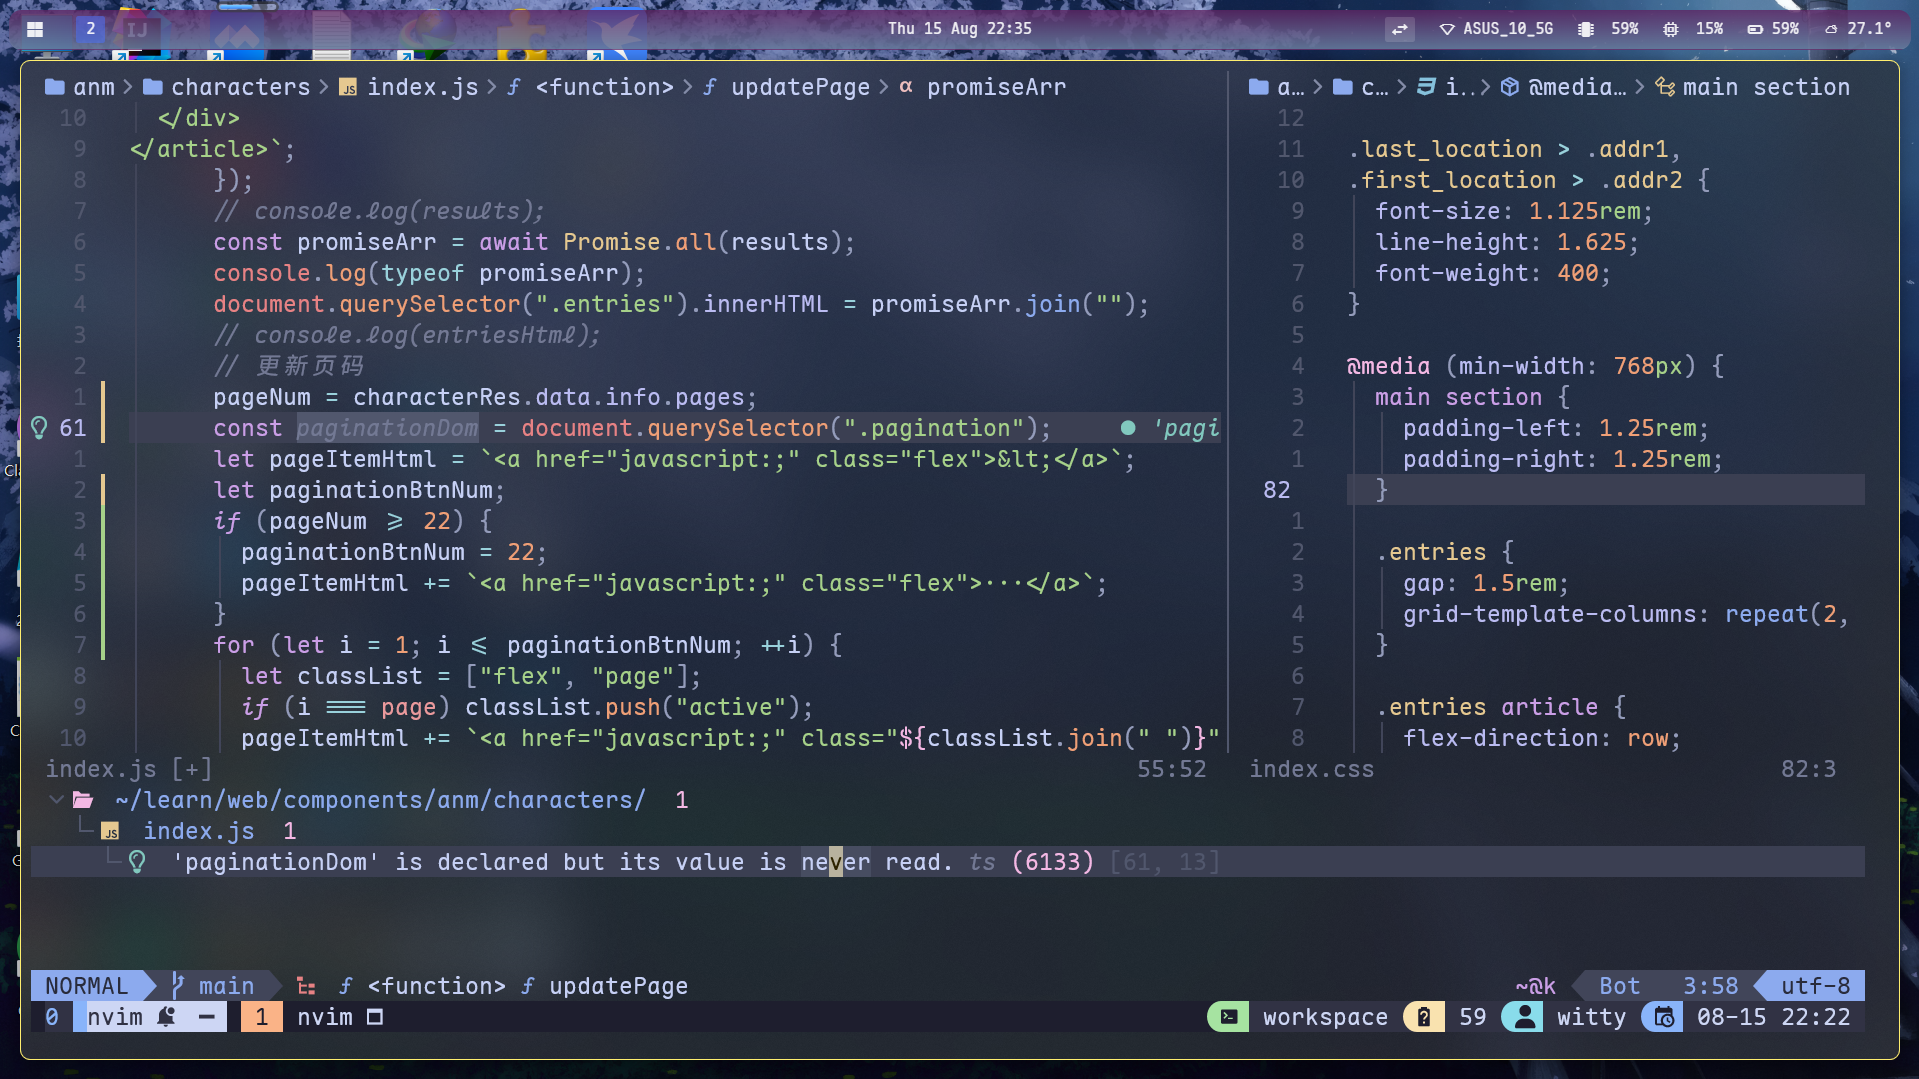 2
Thu 15 Aug 22:35
ASUS_10_5G 59% 15% 59% 27.1°
anm > characters > index.js > f <function> > f updatePage > α promiseArr
10 </div>
9 </article>`;
8 });
7 // console.log(results);
6 const promiseArr = await Promise.all(results);
5 console.log(typeof promiseArr);
4 document.querySelector(".entries").innerHTML = promiseArr.join("");
3 // console.log(entriesHtml);
2 // 更新页码
1 pageNum = characterRes.data.info.pages;
61 const paginationDom = document.querySelector(".pagination"); ● 'pagi
1 let pageItemHtml = `<a href="javascript:;" class="flex">&lt;</a>`;
2 let paginationBtnNum;
3 if (pageNum >= 22) {
4 paginationBtnNum = 22;
5 pageItemHtml += `<a href="javascript:;" class="flex">···</a>`;
6 }
7 for (let i = 1; i <= paginationBtnNum; ++i) {
8 let classList = ["flex", "page"];
9 if (i === page) classList.push("active");
10 pageItemHtml += `<a href="javascript:;" class="${classList.join(" ")}"
index.js [+] 55:52
a… > c… > i.. > @media… > main section
12
11 .last_location > .addr1,
10 .first_location > .addr2 {
9 font-size: 1.125rem;
8 line-height: 1.625;
7 font-weight: 400;
6 }
5
4 @media (min-width: 768px) {
3 main section {
2 padding-left: 1.25rem;
1 padding-right: 1.25rem;
82 }
1
2 .entries {
3 gap: 1.5rem;
4 grid-template-columns: repeat(2,
5 }
6
7 .entries article {
8 flex-direction: row;
index.css 82:3
~/learn/web/components/anm/characters/ 1
index.js 1
'paginationDom' is declared but its value is never read. ts (6133) [61, 13]
NORMAL main f <function> f updatePage ~@k Bot 3:58 utf-8
0 nvim 1 nvim workspace 59 witty 08-15 22:22